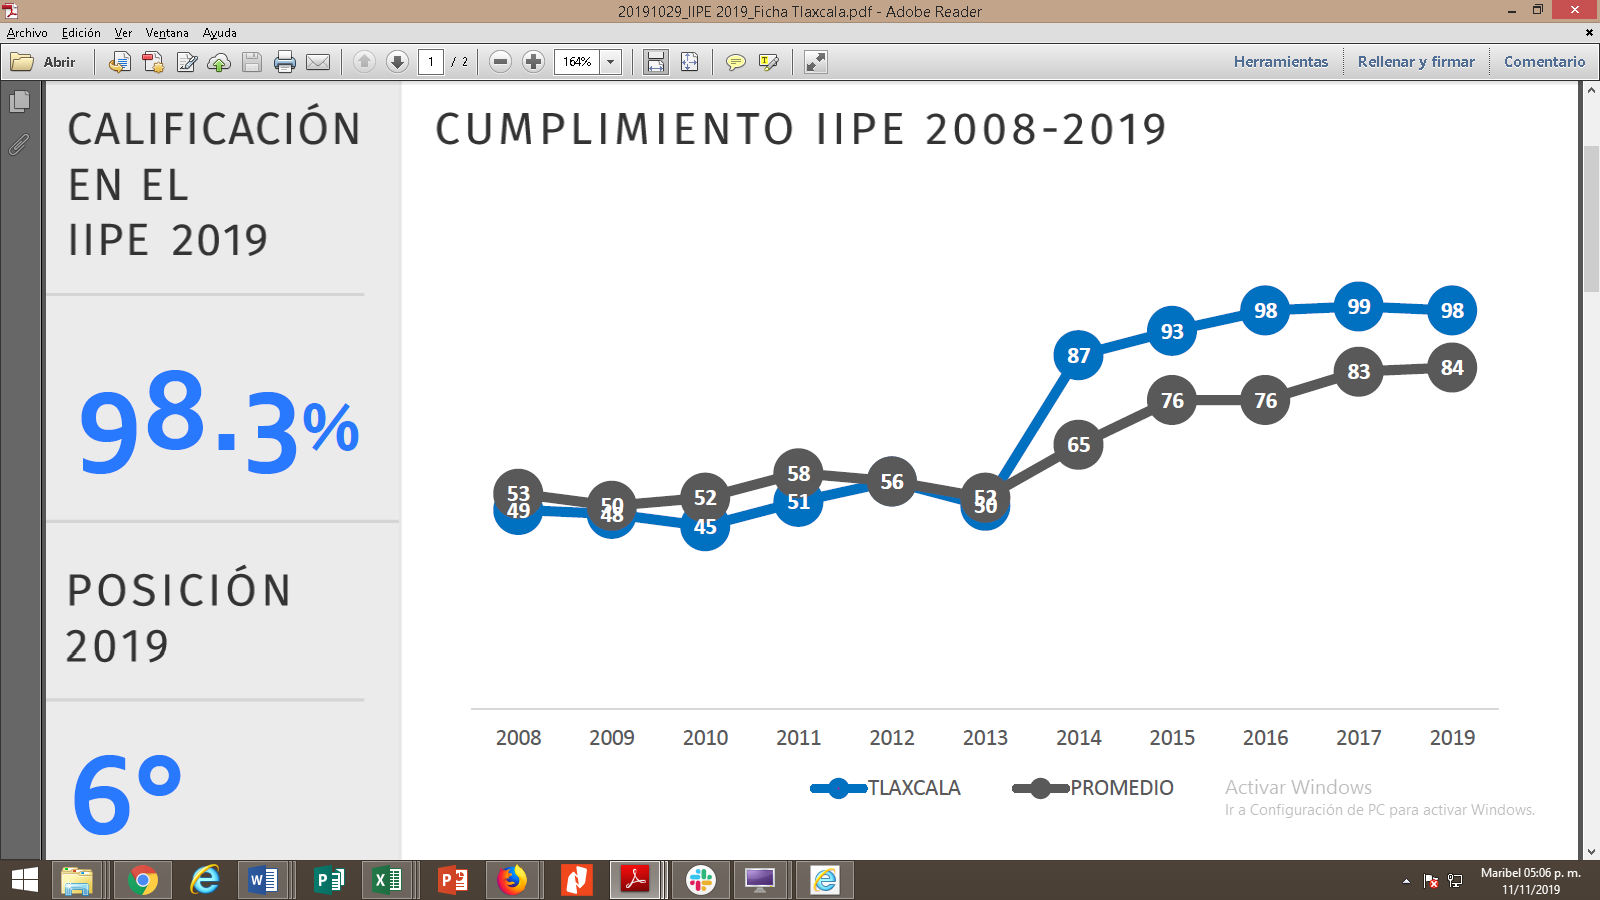 20191029_IIPE 2019_Ficha Tlaxcala.pdf - Adobe Reader
Archivo Edición Ver Ventana Ayuda
Abrir 1 / 2 164% Herramientas Rellenar y firmar Comentario
CALIFICACIÓN
EN EL
IIPE 2019
98.3%
POSICIÓN
2019
6°
CUMPLIMIENTO IIPE 2008-2019
87 93 98 99 98
65 76 76 83 84
53 50 52 58 56 52
49 48 45 51 50
2008 2009 2010 2011 2012 2013 2014 2015 2016 2017 2019
TLAXCALA PROMEDIO
Activar Windows
Ir a Configuración de PC para activar Windows.
Maribel 05:06 p. m.
11/11/2019